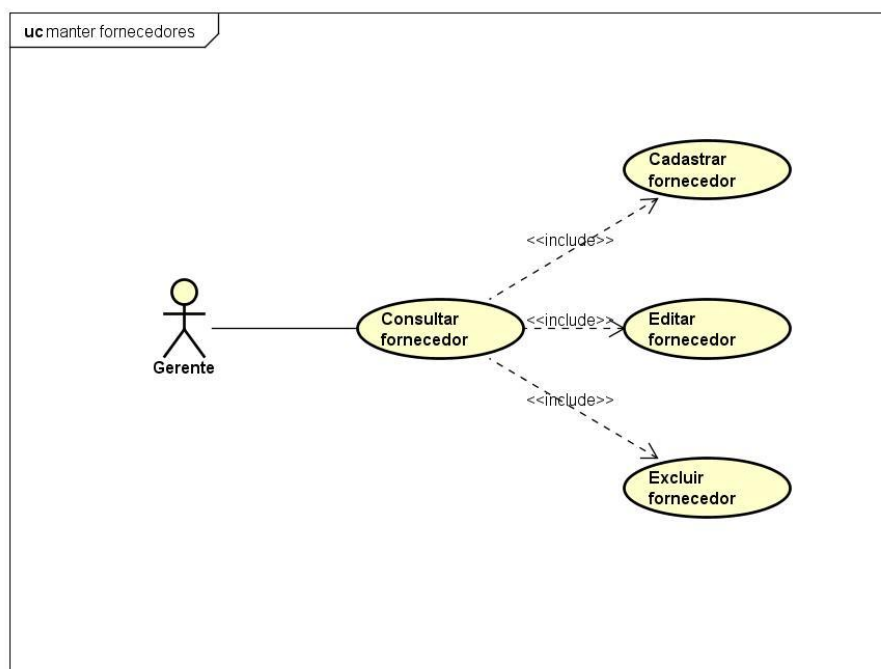 uc manter fornecedores
Cadastrar
fornecedor
<<include>>
Consultar
fornecedor
<<include>>
Editar
fornecedor
Gerente
<<include>>
Excluir
fornecedor